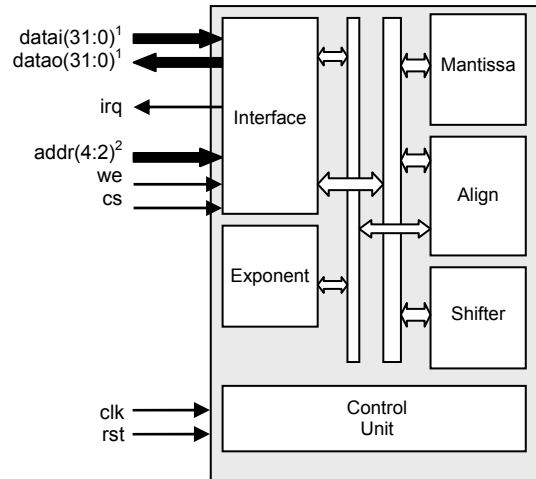 datai(31:0)¹
datao(31:0)¹
irq
addr(4:2)²
we
cs
clk
rst
Interface
Exponent
Mantissa
Align
Shifter
Control
Unit